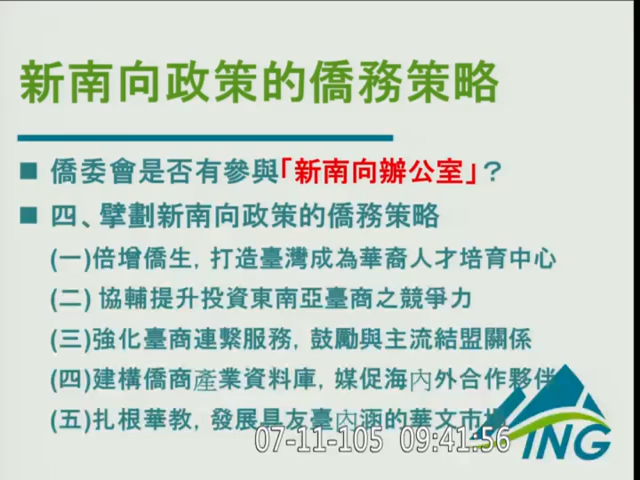 新南向政策的僑務策略
■ 僑委會是否有參與「新南向辦公室」?
■ 四、擘劃新南向政策的僑務策略
(一)倍增僑生, 打造臺灣成為華裔人才培育中心
(二) 協輔提升投資東南亞臺商之競爭力
(三)強化臺商連繫服務, 鼓勵與主流結盟關係
(四)建構僑商產業資料庫, 媒促海內外合作夥伴
(五)扎根華教, 發展具友臺內涵的華文市場
07-11-105 09:41:56
ING